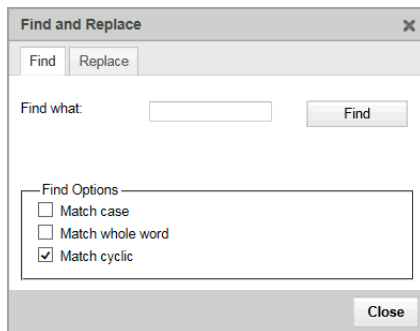 Find and Replace
Find Replace
Find what: Find
Find Options
Match case
Match whole word
Match cyclic
Close